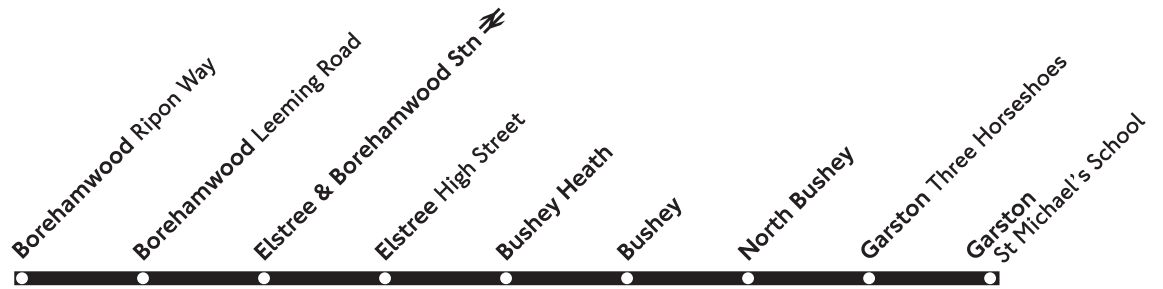 Borehamwood Ripon Way
Borehamwood Leeming Road
Elstree & Borehamwood Stn
Elstree High Street
Bushey Heath
Bushey
North Bushey
Garston Three Horseshoes
Garston
St Michael's School